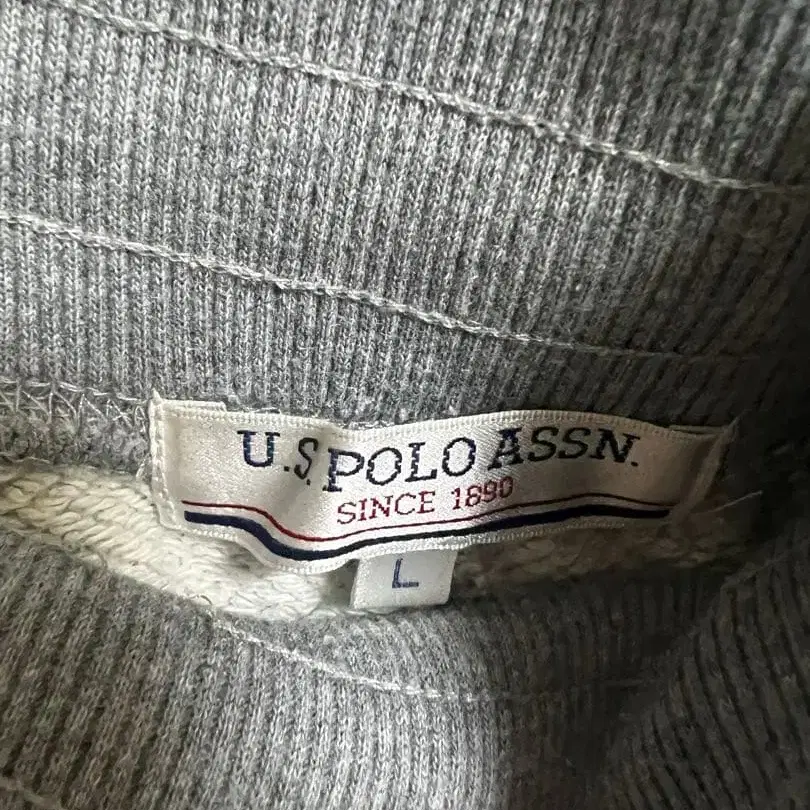 U.S. POLO ASSN.
SINCE 1890
L